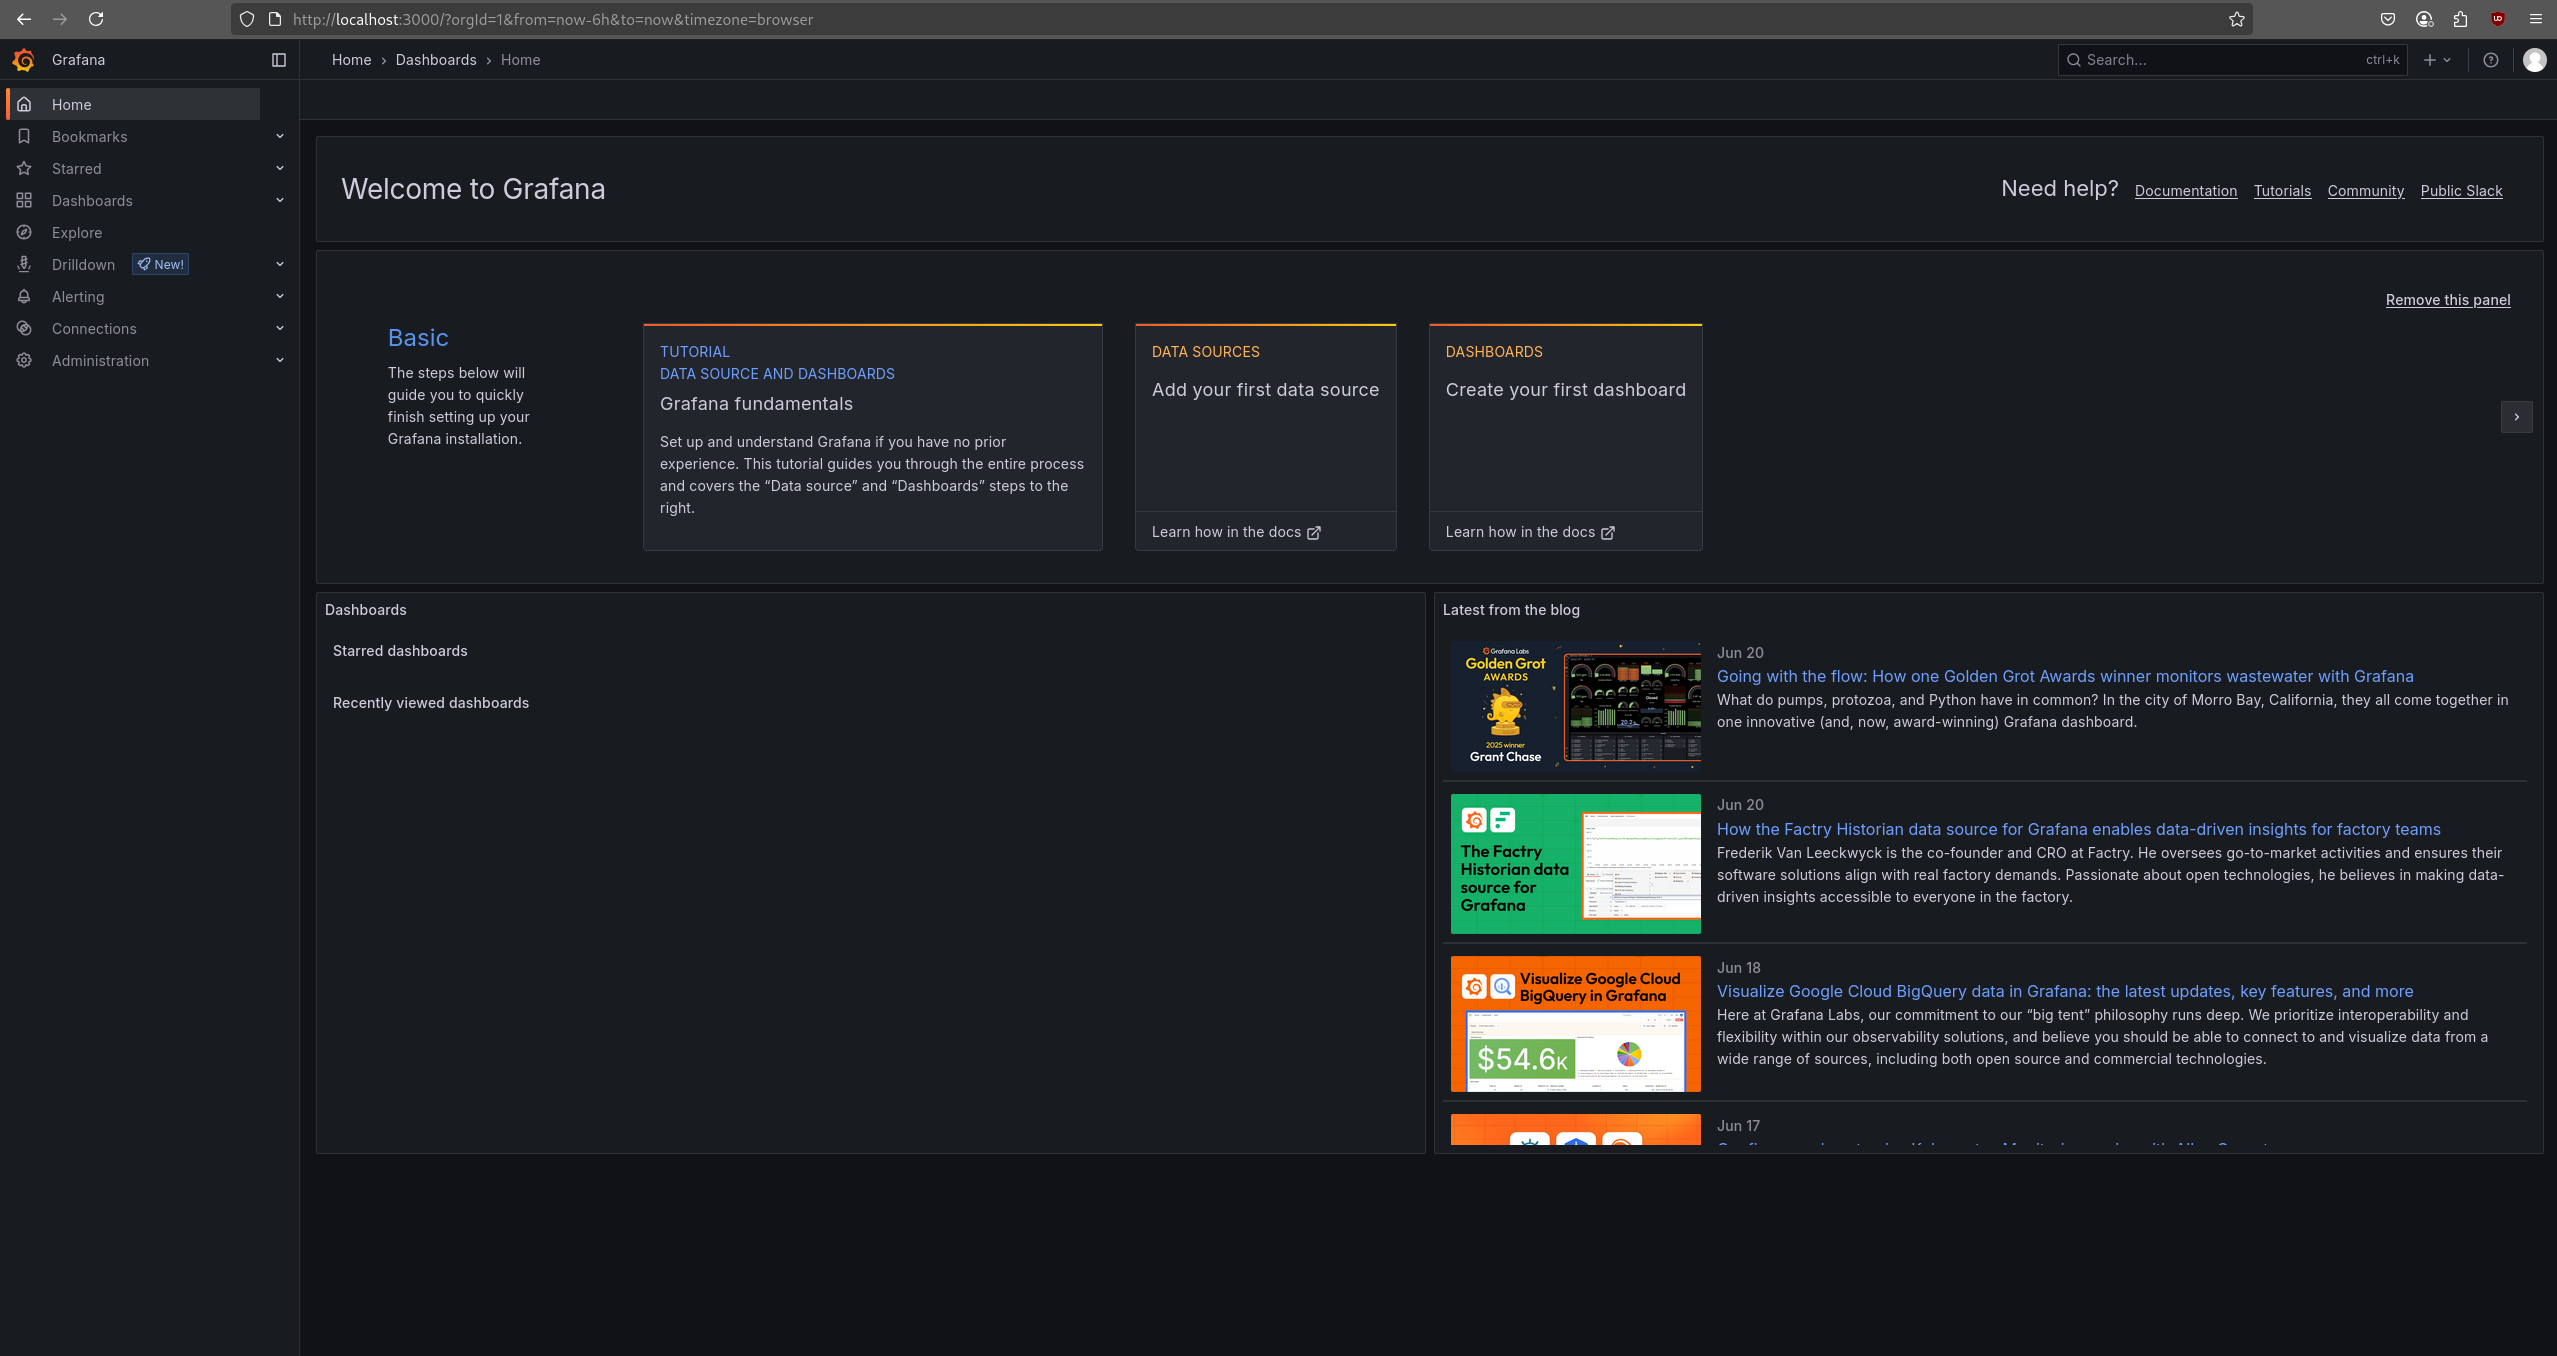 http://localhost:3000/?orgId=1&from=now-6h&to=now&timezone=browser
Grafana
Home › Dashboards › Home
Search...
ctrl+k
Home
Bookmarks
Starred
Dashboards
Explore
Drilldown
New!
Alerting
Connections
Administration
Welcome to Grafana
Need help?
Documentation
Tutorials
Community
Public Slack
Remove this panel
Basic
The steps below will
guide you to quickly
finish setting up your
Grafana installation.
TUTORIAL
DATA SOURCE AND DASHBOARDS
Grafana fundamentals
Set up and understand Grafana if you have no prior
experience. This tutorial guides you through the entire process
and covers the “Data source” and “Dashboards” steps to the
right.
DATA SOURCES
Add your first data source
Learn how in the docs
DASHBOARDS
Create your first dashboard
Learn how in the docs
Dashboards
Starred dashboards
Recently viewed dashboards
Latest from the blog
Grafana Labs
Golden Grot
AWARDS
2025 winner
Grant Chase
Jun 20
Going with the flow: How one Golden Grot Awards winner monitors wastewater with Grafana
What do pumps, protozoa, and Python have in common? In the city of Morro Bay, California, they all come together in
one innovative (and, now, award-winning) Grafana dashboard.
The Factry
Historian data
source for
Grafana
Jun 20
How the Factry Historian data source for Grafana enables data-driven insights for factory teams
Frederik Van Leeckwyck is the co-founder and CRO at Factry. He oversees go-to-market activities and ensures their
software solutions align with real factory demands. Passionate about open technologies, he believes in making data-
driven insights accessible to everyone in the factory.
Visualize Google Cloud
BigQuery in Grafana
$54.6K
Jun 18
Visualize Google Cloud BigQuery data in Grafana: the latest updates, key features, and more
Here at Grafana Labs, our commitment to our “big tent” philosophy runs deep. We prioritize interoperability and
flexibility within our observability solutions, and believe you should be able to connect to and visualize data from a
wide range of sources, including both open source and commercial technologies.
Jun 17